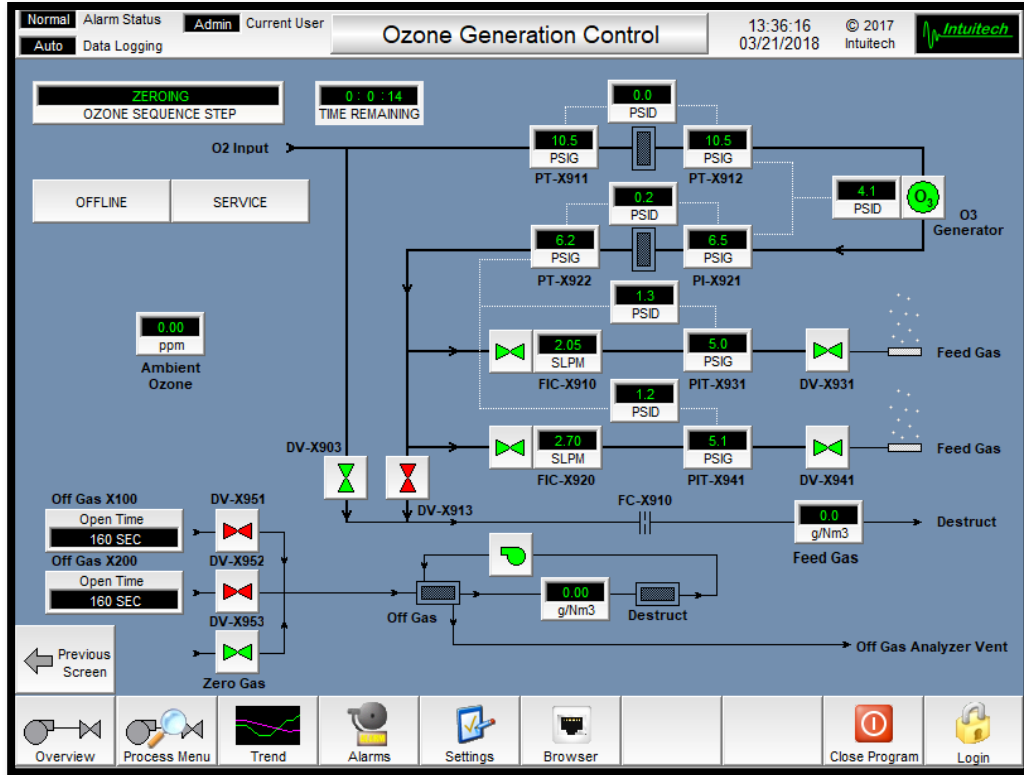 Normal Alarm Status Admin Current User
Auto Data Logging
Ozone Generation Control
13:36:16 © 2017
03/21/2018 Intuitech
Intuitech
ZEROING
OZONE SEQUENCE STEP
0 : 0 : 14
TIME REMAINING
0.0
PSID
O2 Input
10.5
PSIG
PT-X911
10.5
PSIG
PT-X912
OFFLINE
SERVICE
0.2
PSID
4.1
PSID
O3
O3
Generator
6.2
PSIG
PT-X922
6.5
PSIG
PI-X921
1.3
PSID
0.00
ppm
Ambient
Ozone
2.05
SLPM
FIC-X910
5.0
PSIG
PIT-X931
DV-X931
Feed Gas
1.2
PSID
DV-X903
2.70
SLPM
FIC-X920
5.1
PSIG
PIT-X941
DV-X941
Feed Gas
DV-X913
FC-X910
0.0
g/Nm3
Feed Gas
Destruct
Off Gas X100
Open Time
160 SEC
DV-X951
Off Gas X200
Open Time
160 SEC
DV-X952
DV-X953
Zero Gas
Off Gas
0.00
g/Nm3
Destruct
Off Gas Analyzer Vent
Previous
Screen
Overview
Process Menu
Trend
Alarms
Settings
Browser
Close Program
Login